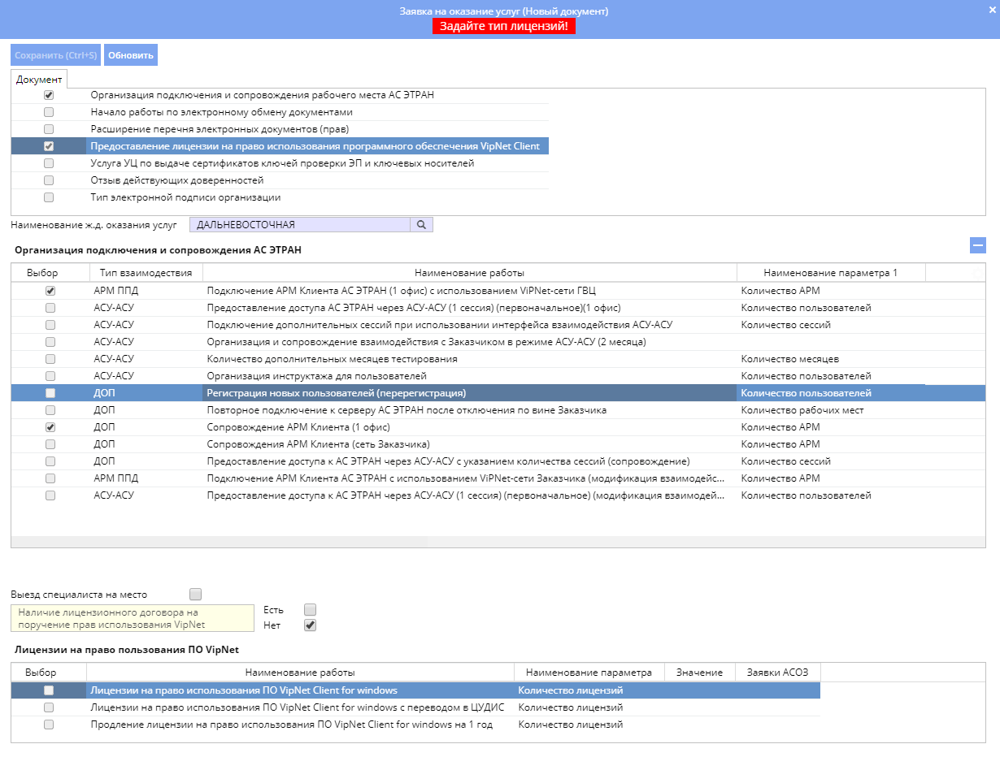 Заявка на оказание услуг (Новый документ)
Задайте тип лицензий!
Сохранить (Ctrl+S) Обновить
Документ
Организация подключения и сопровождения рабочего места АС ЭТРАН
Начало работы по электронному обмену документами
Расширение перечня электронных документов (прав)
Предоставление лицензии на право использования программного обеспечения VipNet Client
Услуга УЦ по выдаче сертификатов ключей проверки ЭП и ключевых носителей
Отзыв действующих доверенностей
Тип электронной подписи организации
Наименование ж.д. оказания услуг ДАЛЬНЕВОСТОЧНАЯ
Организация подключения и сопровождения АС ЭТРАН
Выбор Тип взаимодествия Наименование работы Наименование параметра 1
АРМ ППД Подключение АРМ Клиента АС ЭТРАН (1 офис) с использованием ViPNet-сети ГВЦ Количество АРМ
АСУ-АСУ Предоставление доступа АС ЭТРАН через АСУ-АСУ (1 сессия) (первоначальное)(1 офис) Количество пользователей
АСУ-АСУ Подключение дополнительных сессий при использовании интерфейса взаимодействия АСУ-АСУ Количество сессий
АСУ-АСУ Организация и сопровождение взаимодействия с Заказчиком в режиме АСУ-АСУ (2 месяца)
АСУ-АСУ Количество дополнительных месяцев тестирования Количество месяцев
АСУ-АСУ Организация инструктажа для пользователей Количество пользователей
ДОП Регистрация новых пользователей (перерегистрация) Количество пользователей
ДОП Повторное подключение к серверу АС ЭТРАН после отключения по вине Заказчика Количество рабочих мест
ДОП Сопровождение АРМ Клиента (1 офис) Количество АРМ
ДОП Сопровождения АРМ Клиента (сеть Заказчика) Количество АРМ
ДОП Предоставление доступа к АС ЭТРАН через АСУ-АСУ с указанием количества сессий (сопровождение) Количество сессий
АРМ ППД Подключение АРМ Клиента АС ЭТРАН с использованием ViPNet-сети Заказчика (модификация взаимодейс... Количество АРМ
АСУ-АСУ Предоставление доступа к АС ЭТРАН через АСУ-АСУ (1 сессия) (первоначальное) (модификация взаимодей... Количество пользователей
Выезд специалиста на место
Наличие лицензионного договора на Есть
поручение прав использования VipNet Нет
Лицензии на право пользования ПО VipNet
Выбор Наименование работы Наименование параметра Значение Заявки АСОЗ
Лицензии на право использования ПО VipNet Client for windows Количество лицензий
Лицензии на право использования ПО VipNet Client for windows с переводом в ЦУДИС Количество лицензий
Продление лицензии на право использования ПО VipNet Client for windows на 1 год Количество лицензий